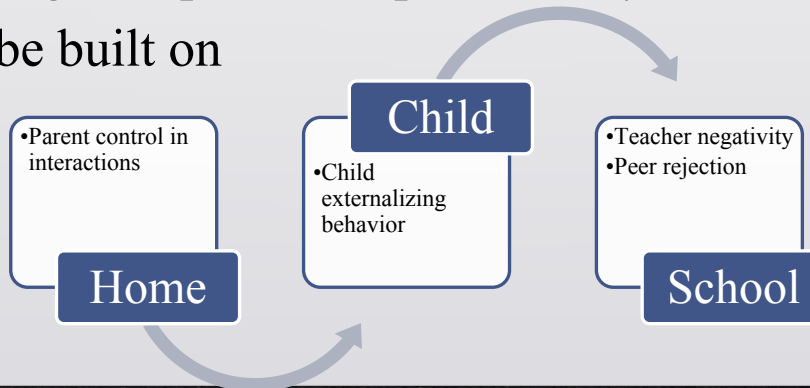 be built on
Home
•Parent control in
interactions
Child
•Child
externalizing
behavior
School
•Teacher negativity
•Peer rejection